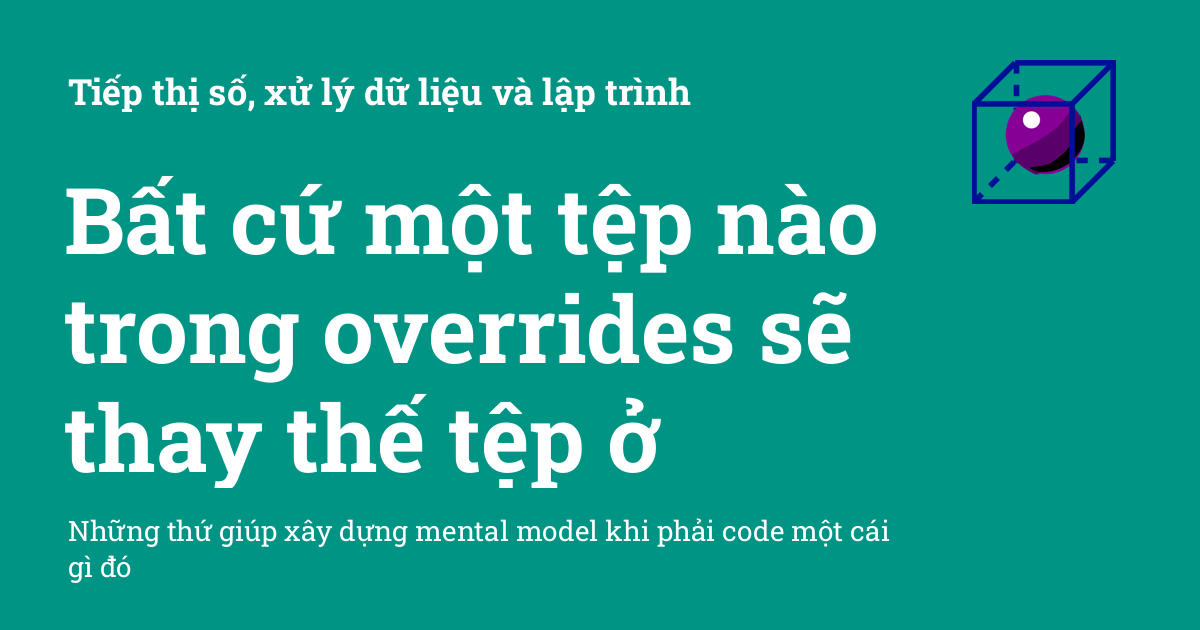 Tiếp thị số, xử lý dữ liệu và lập trình
Bất cứ một tệp nào
trong overrides sẽ
thay thế tệp ở
Những thứ giúp xây dựng mental model khi phải code một cái
gì đó